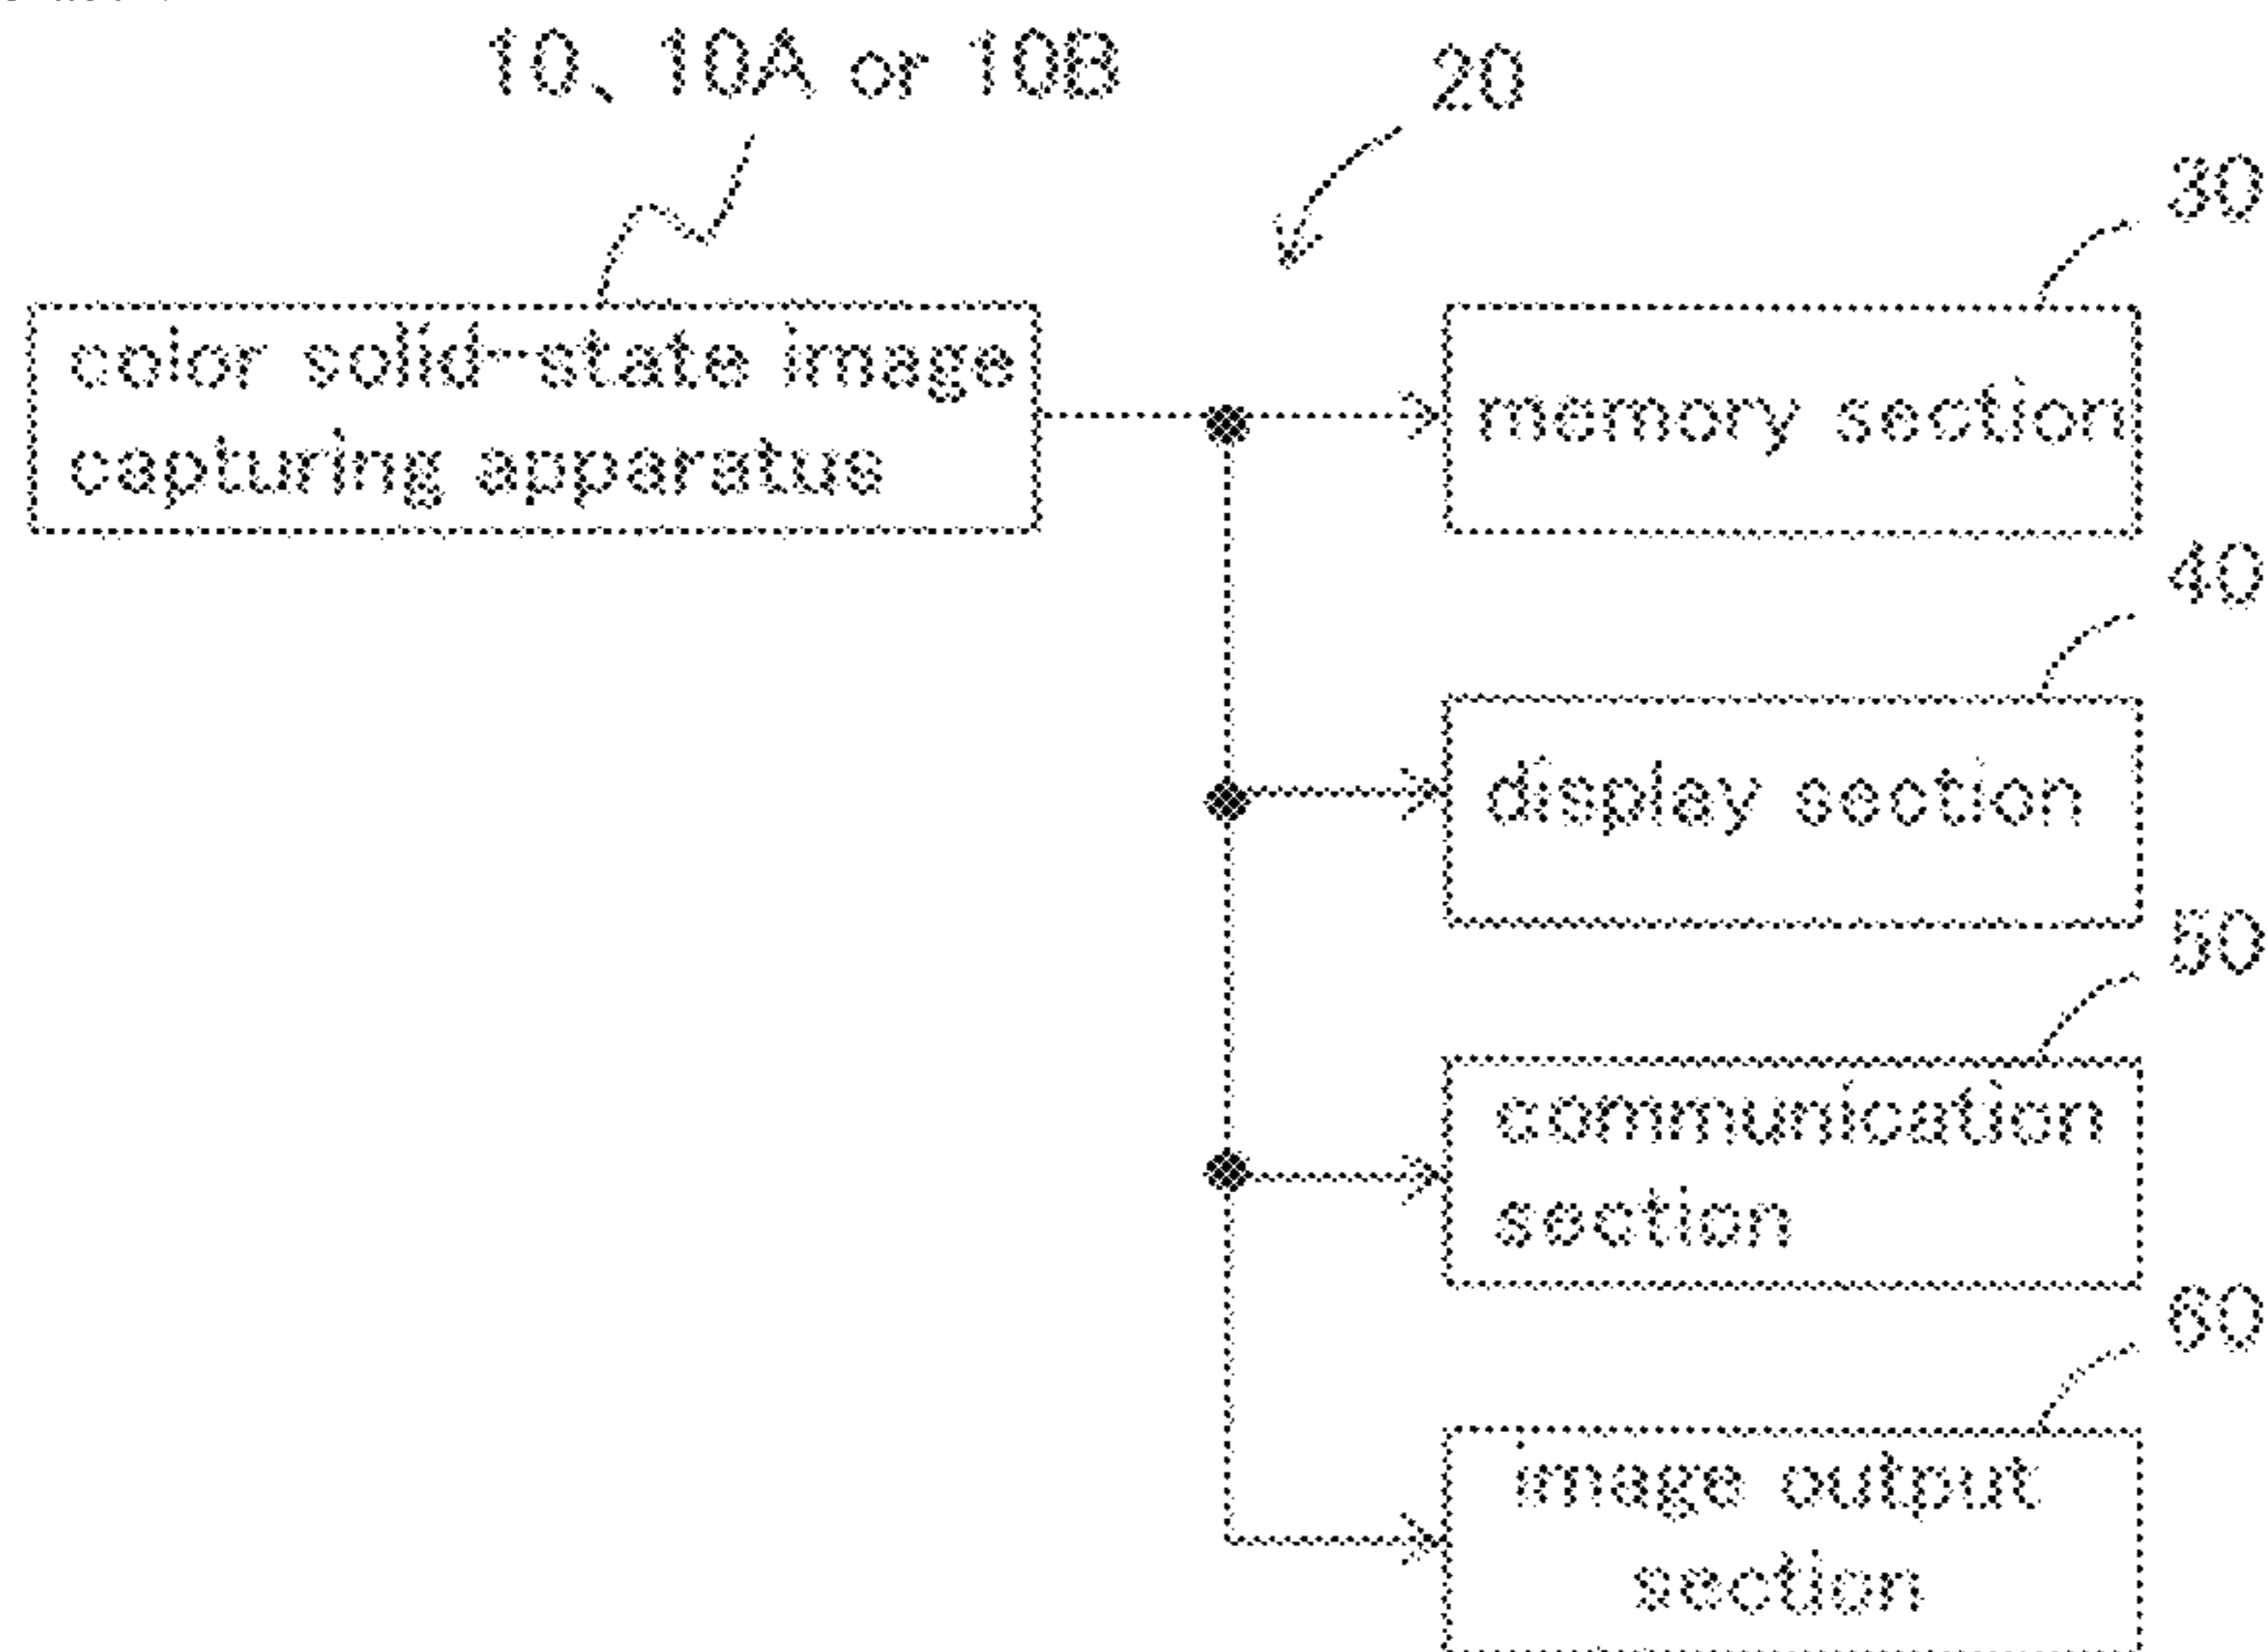 10、10A or 10B
20
30
color solid-state image
capturing apparatus
memory section
40
display section
50
communication
section
60
image output
section